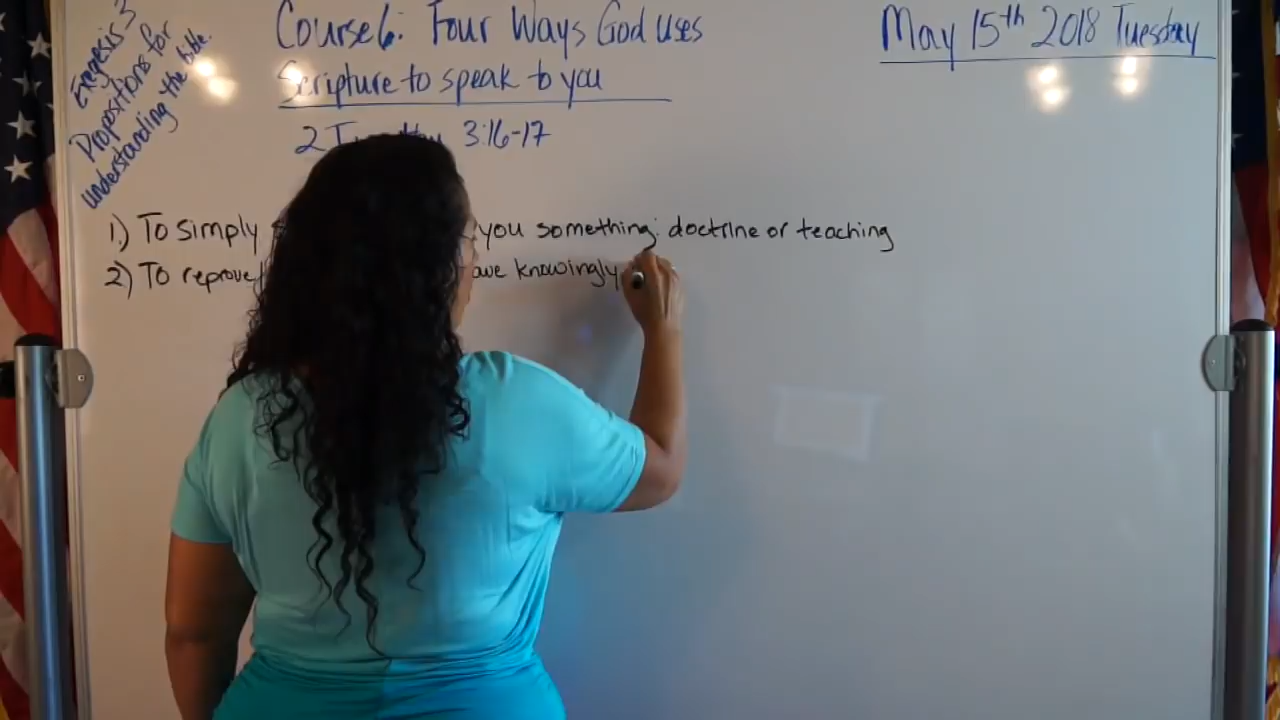 Exegesis 3
Propositions for
understanding the bible.
Course 6: Four Ways God uses
Scripture to speak to you
2 3:16-17
May 15th 2018 Tuesday
1.) To simply you something: doctrine or teaching
2.) To reprove knowingly